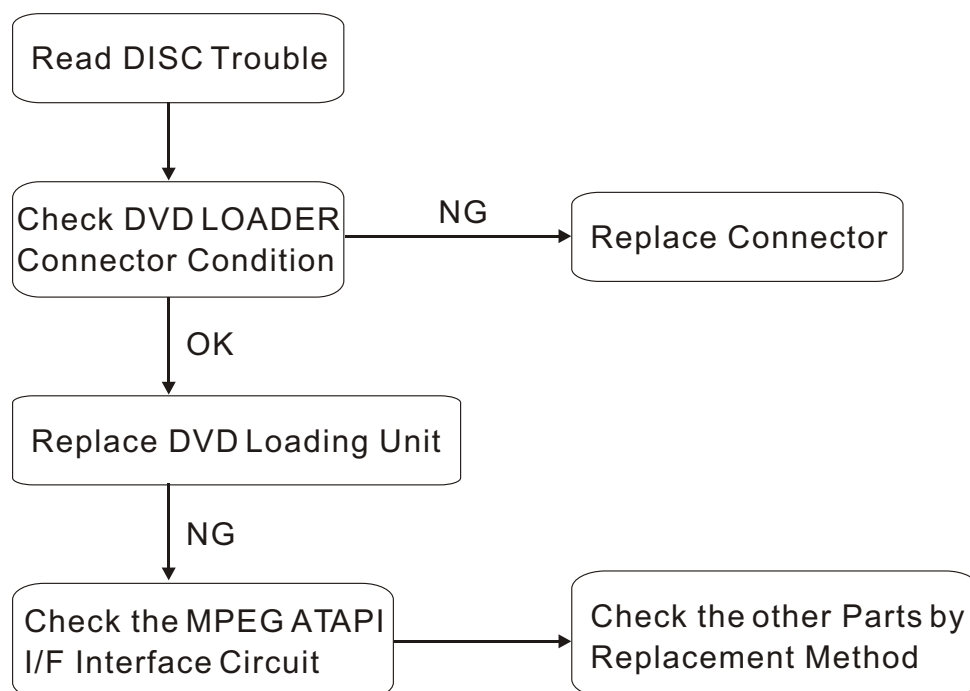 Read DISC Trouble
Check DVD LOADER
Connector Condition
NG
Replace Connector
OK
Replace DVD Loading Unit
NG
Check the MPEG ATAPI
I/F Interface Circuit
Check the other Parts by
Replacement Method